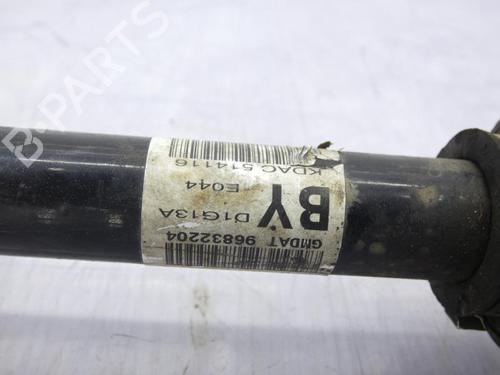 GMDAT 96832204
BY D1G13A
E044
KDAC 514116
B-PARTS